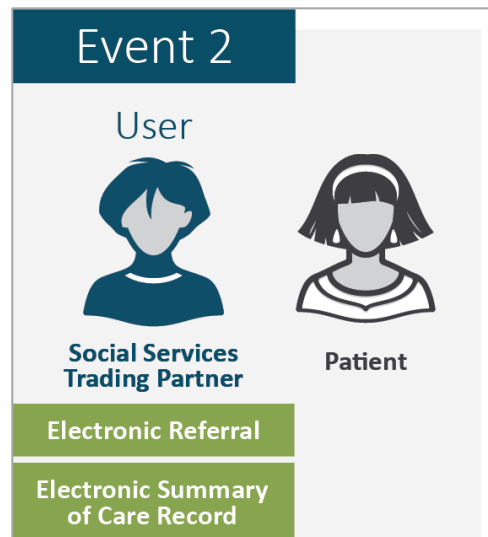 Event 2
User
Social Services
Trading Partner
Patient
Electronic Referral
Electronic Summary
of Care Record